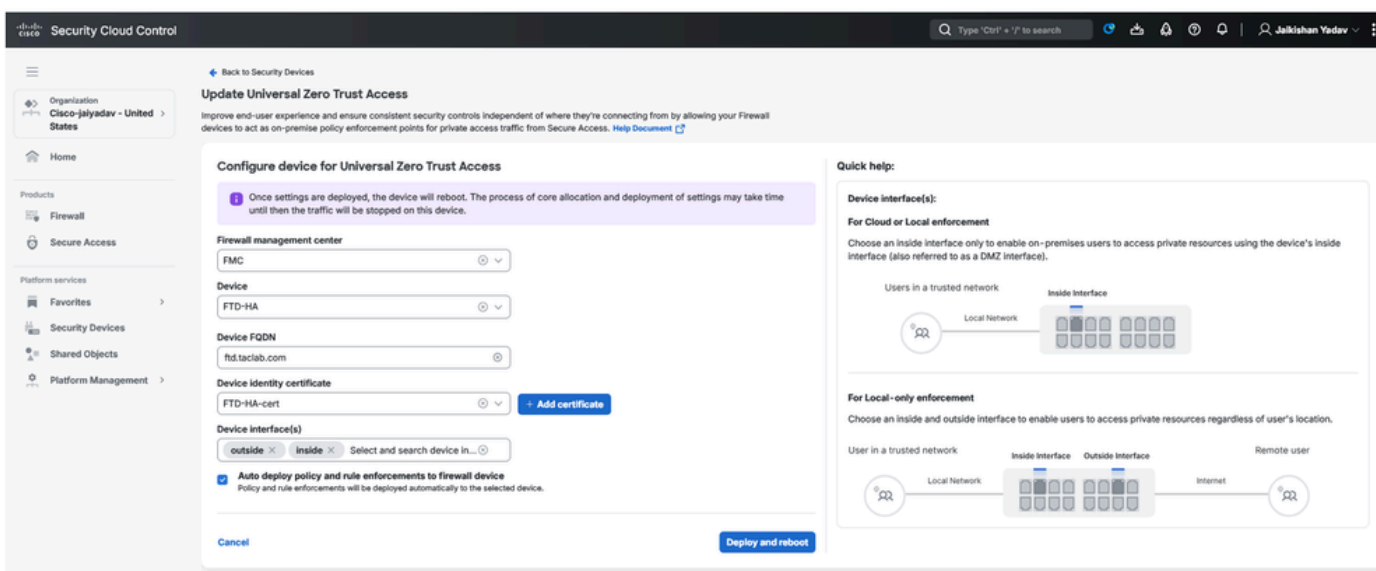 CISCO Security Cloud Control
Type 'Ctrl' + '/' to search
Jaikishan Yadav
Organization
Cisco-jaiyadav - United
States
Home
Products
Firewall
Secure Access
Platform services
Favorites
Security Devices
Shared Objects
Platform Management
Back to Security Devices
Update Universal Zero Trust Access
Improve end-user experience and ensure consistent security controls independent of where they're connecting from by allowing your Firewall
devices to act as on-premise policy enforcement points for private access traffic from Secure Access. Help Document
Configure device for Universal Zero Trust Access
Once settings are deployed, the device will reboot. The process of core allocation and deployment of settings may take time
until then the traffic will be stopped on this device.
Firewall management center
FMC
Device
FTD-HA
Device FQDN
ftd.taclab.com
Device identity certificate
FTD-HA-cert
+ Add certificate
Device interface(s)
outside × inside × Select and search device in...
Auto deploy policy and rule enforcements to firewall device
Policy and rule enforcements will be deployed automatically to the selected device.
Cancel
Deploy and reboot
Quick help:
Device interface(s):
For Cloud or Local enforcement
Choose an inside interface only to enable on-premises users to access private resources using the device's inside
interface (also referred to as a DMZ interface).
Users in a trusted network
Inside Interface
Local Network
For Local-only enforcement
Choose an inside and outside interface to enable users to access private resources regardless of user's location.
User in a trusted network
Inside Interface
Outside Interface
Remote user
Local Network
Internet